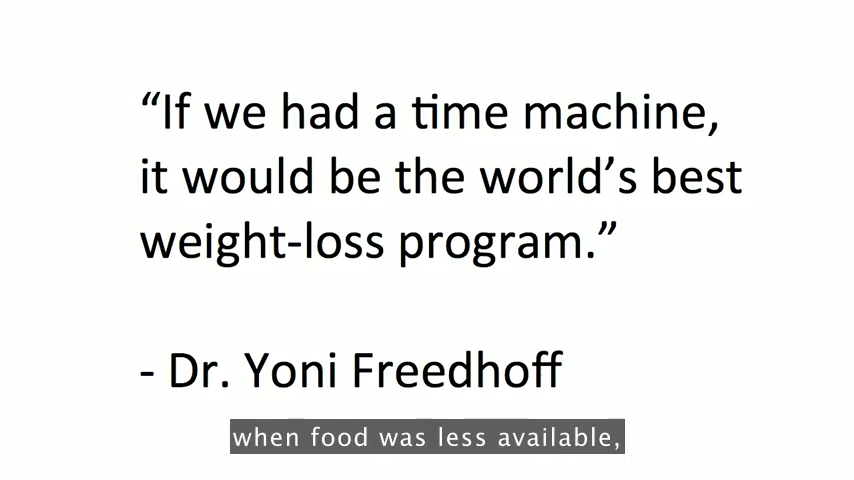 “If we had a time machine,
it would be the world’s best
weight-loss program.”
- Dr. Yoni Freedhoff
when food was less available,